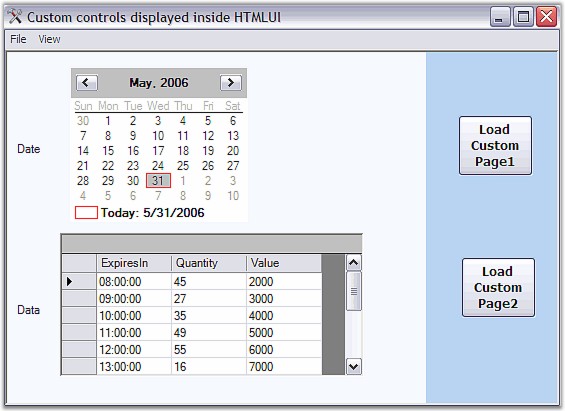 Custom controls displayed inside HTMLUI
File View
May, 2006
Sun Mon Tue Wed Thu Fri Sat
30 1 2 3 4 5 6
7 8 9 10 11 12 13
14 15 16 17 18 19 20
21 22 23 24 25 26 27
28 29 30 31 1 2 3
4 5 6 7 8 9 10
Today: 5/31/2006
Date
Load
Custom
Page1
ExpiresIn Quantity Value
08:00:00 45 2000
09:00:00 27 3000
10:00:00 35 4000
11:00:00 49 5000
12:00:00 55 6000
13:00:00 16 7000
Data
Load
Custom
Page2